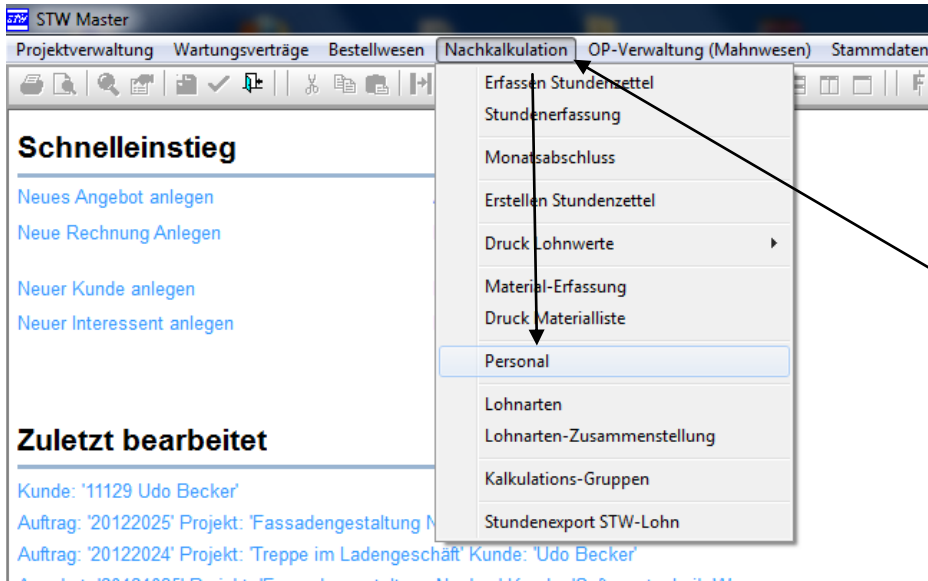 STW STW Master
Projektverwaltung Wartungsverträge Bestellwesen Nachkalkulation OP-Verwaltung (Mahnwesen) Stammdaten
Erfassen Stundenzettel
Stundenerfassung
Monatsabschluss
Erstellen Stundenzettel
Druck Lohnwerte
Material-Erfassung
Druck Materialliste
Personal
Lohnarten
Lohnarten-Zusammenstellung
Kalkulations-Gruppen
Stundenexport STW-Lohn
Schnelleinstieg
Neues Angebot anlegen
Neue Rechnung Anlegen
Neuer Kunde anlegen
Neuer Interessent anlegen
Zuletzt bearbeitet
Kunde: '11129 Udo Becker'
Auftrag: '20122025' Projekt: 'Fassadengestaltung N
Auftrag: '20122024' Projekt: 'Treppe im Ladengeschäft' Kunde: 'Udo Becker'